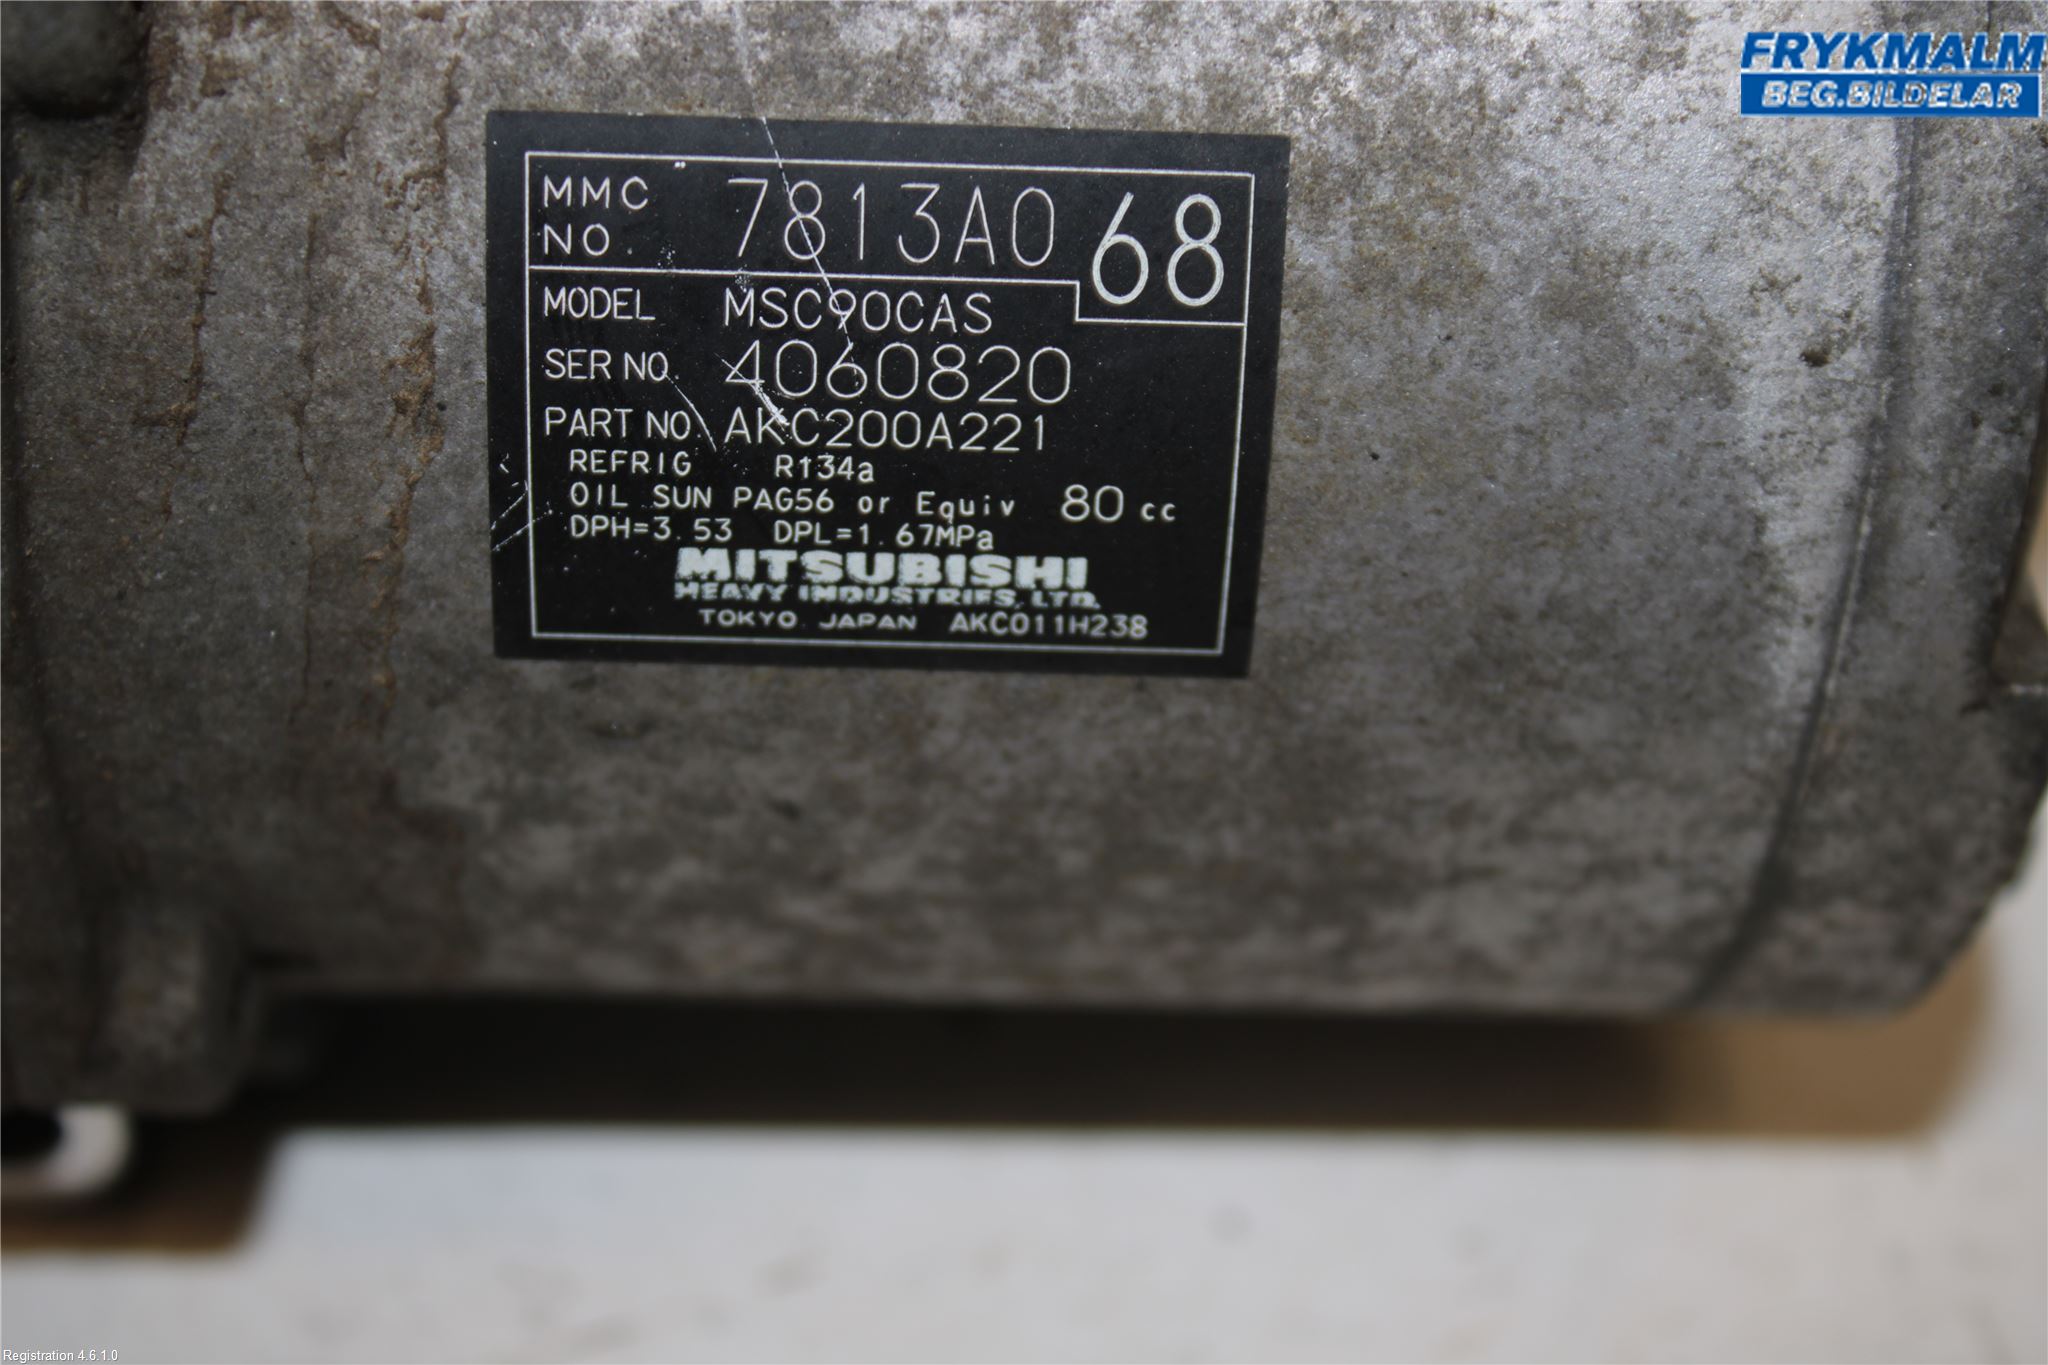 FRYKMALM
BEG.BILDELAR
MMC NO. 7813A068
MODEL MSC90CAS
SER NO. 4060820
PART NO. AKC200A221
REFRIG R134a
OIL SUN PAG56 or Equiv 80 cc
DPH=3.53 DPL=1.67MPa
MITSUBISHI
HEAVY INDUSTRIES, LTD.
TOKYO JAPAN AKC011H238
Registration 4.6.1.0